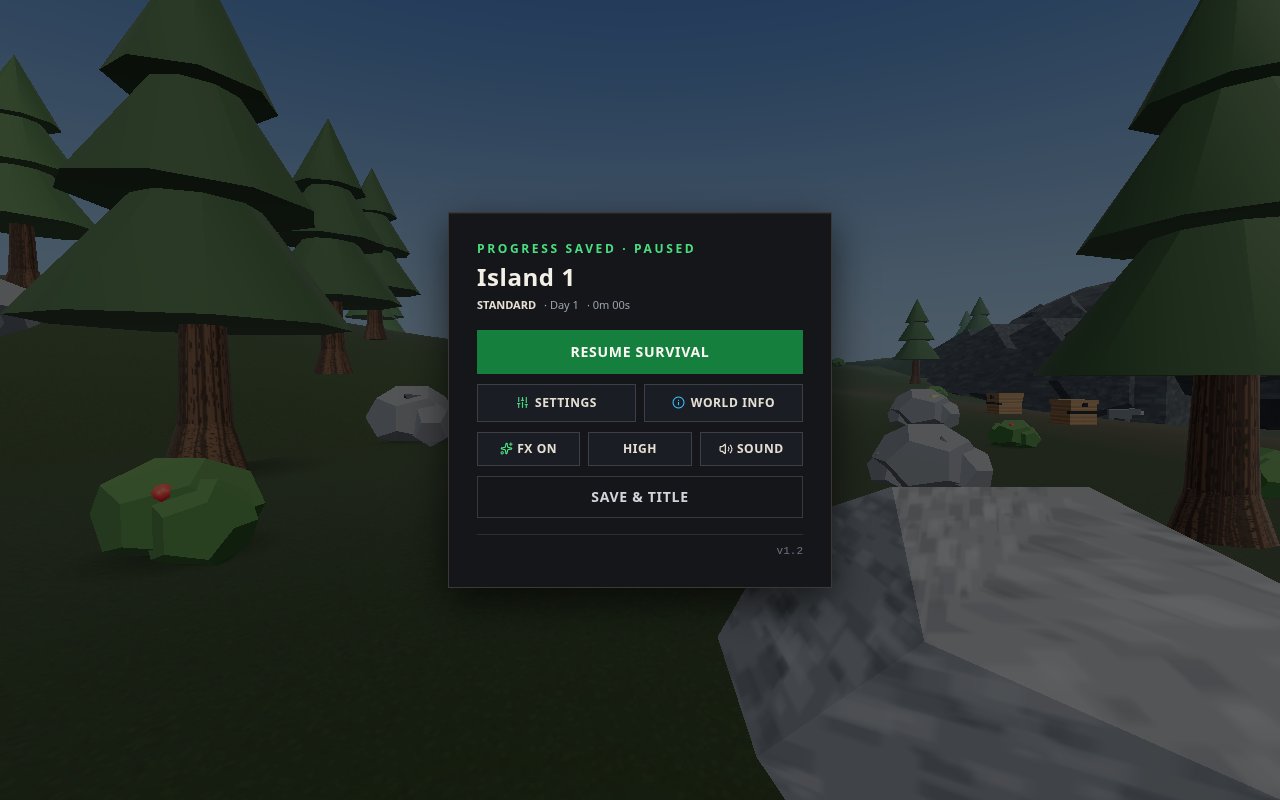 PROGRESS SAVED · PAUSED
Island 1
STANDARD · Day 1 · 0m 00s
RESUME SURVIVAL
SETTINGS
WORLD INFO
FX ON
HIGH
SOUND
SAVE & TITLE
v1.2